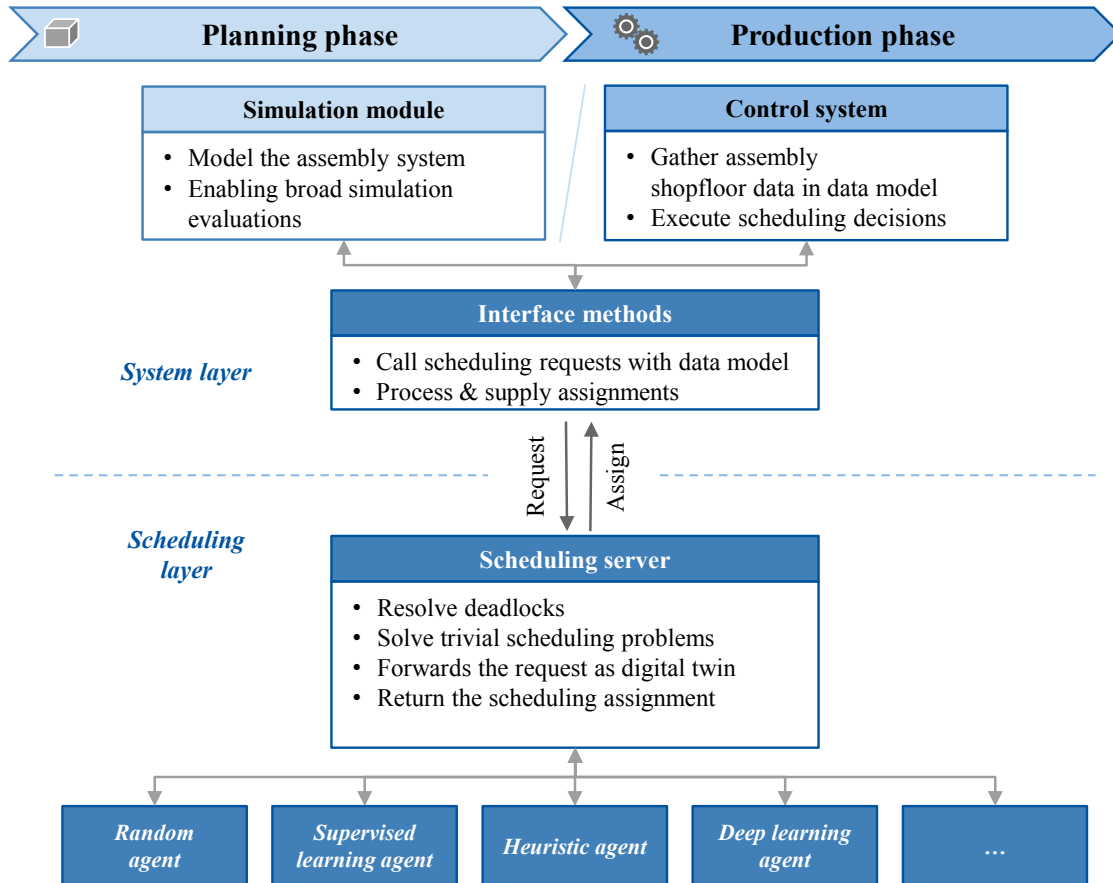 Planning phase
Production phase
Simulation module
• Model the assembly system
• Enabling broad simulation
evaluations
Control system
• Gather assembly
shopfloor data in data model
• Execute scheduling decisions
Interface methods
• Call scheduling requests with data model
• Process & supply assignments
System layer
Request
Assign
Scheduling
layer
Scheduling server
• Resolve deadlocks
• Solve trivial scheduling problems
• Forwards the request as digital twin
• Return the scheduling assignment
Random
agent
Supervised
learning agent
Heuristic agent
Deep learning
agent
…